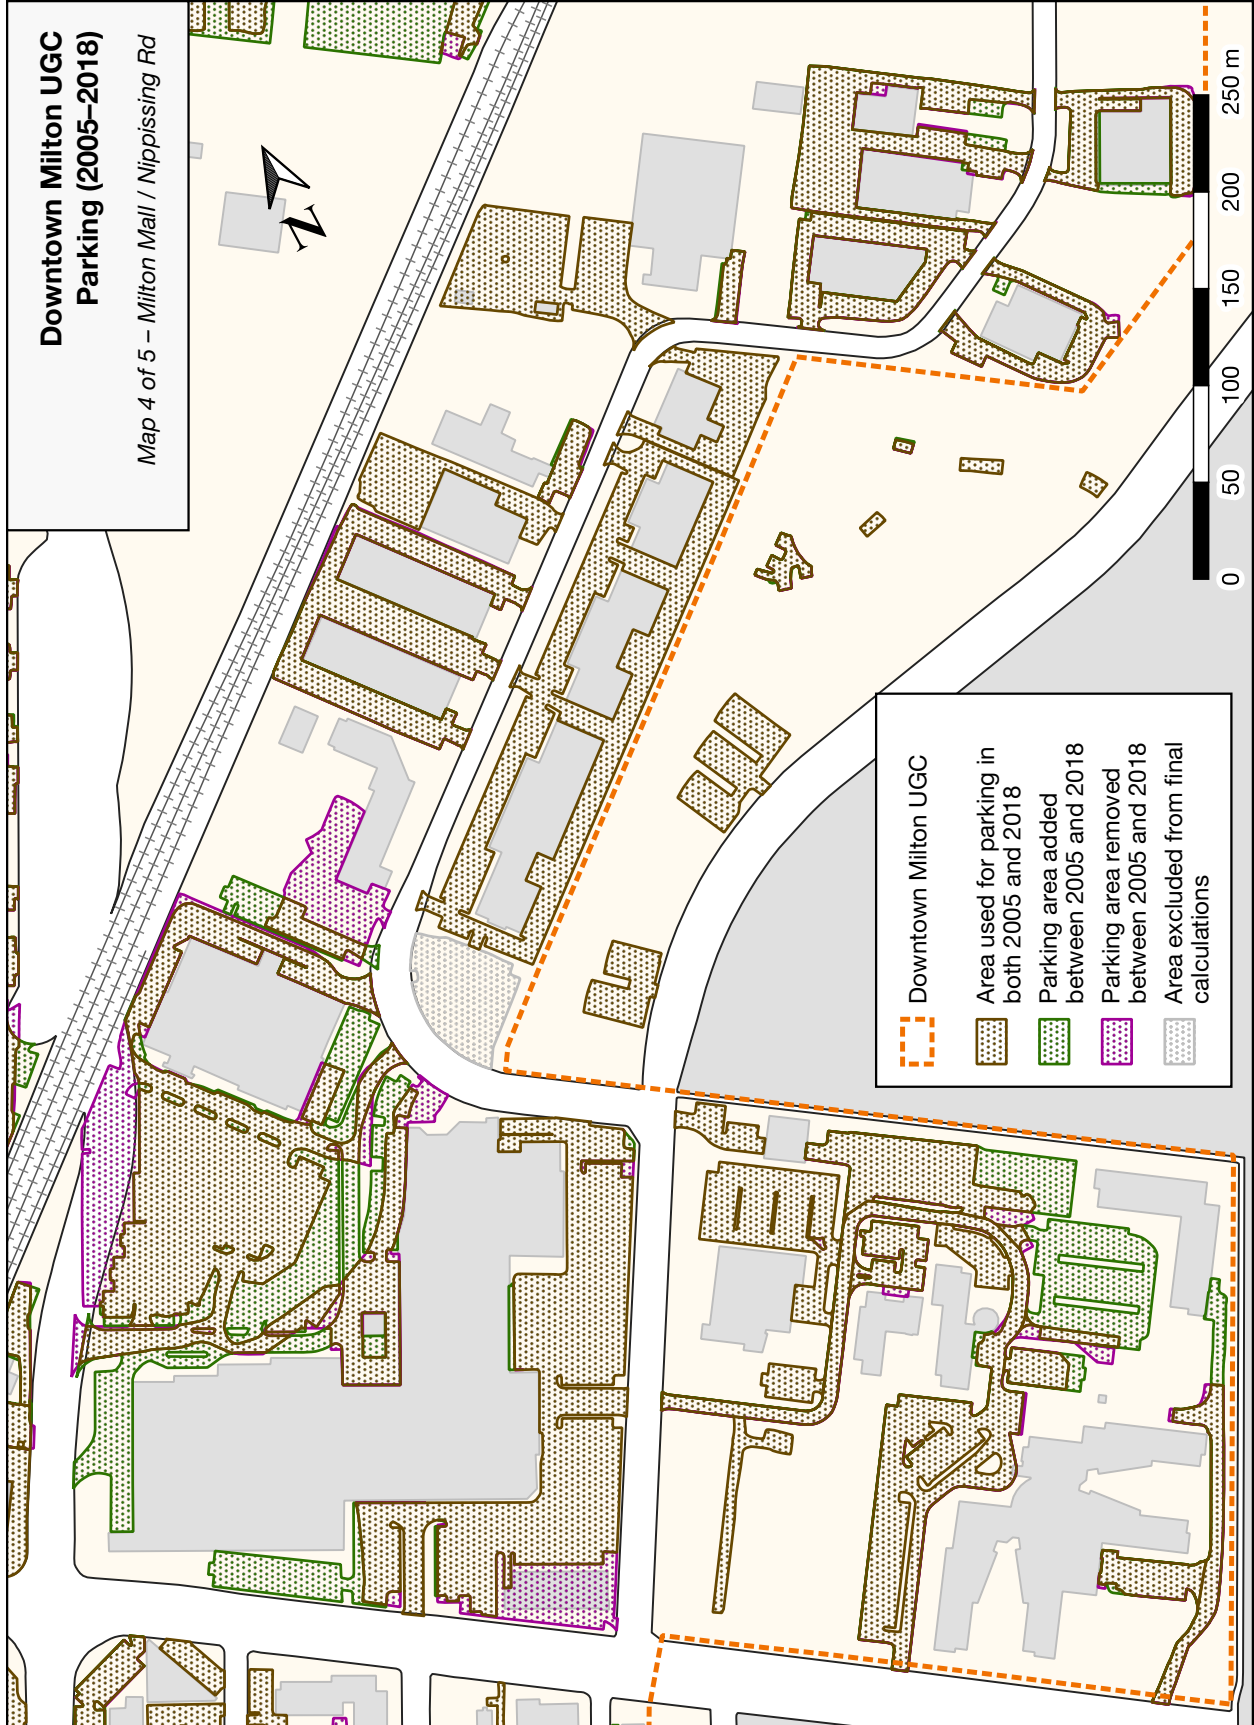 Downtown Milton UGC
Parking (2005–2018)
Map 4 of 5 – Milton Mall / Nippissing Rd
N
Downtown Milton UGC
Area used for parking in
both 2005 and 2018
Parking area added
between 2005 and 2018
Parking area removed
between 2005 and 2018
Area excluded from final
calculations
0 50 100 150 200 250 m